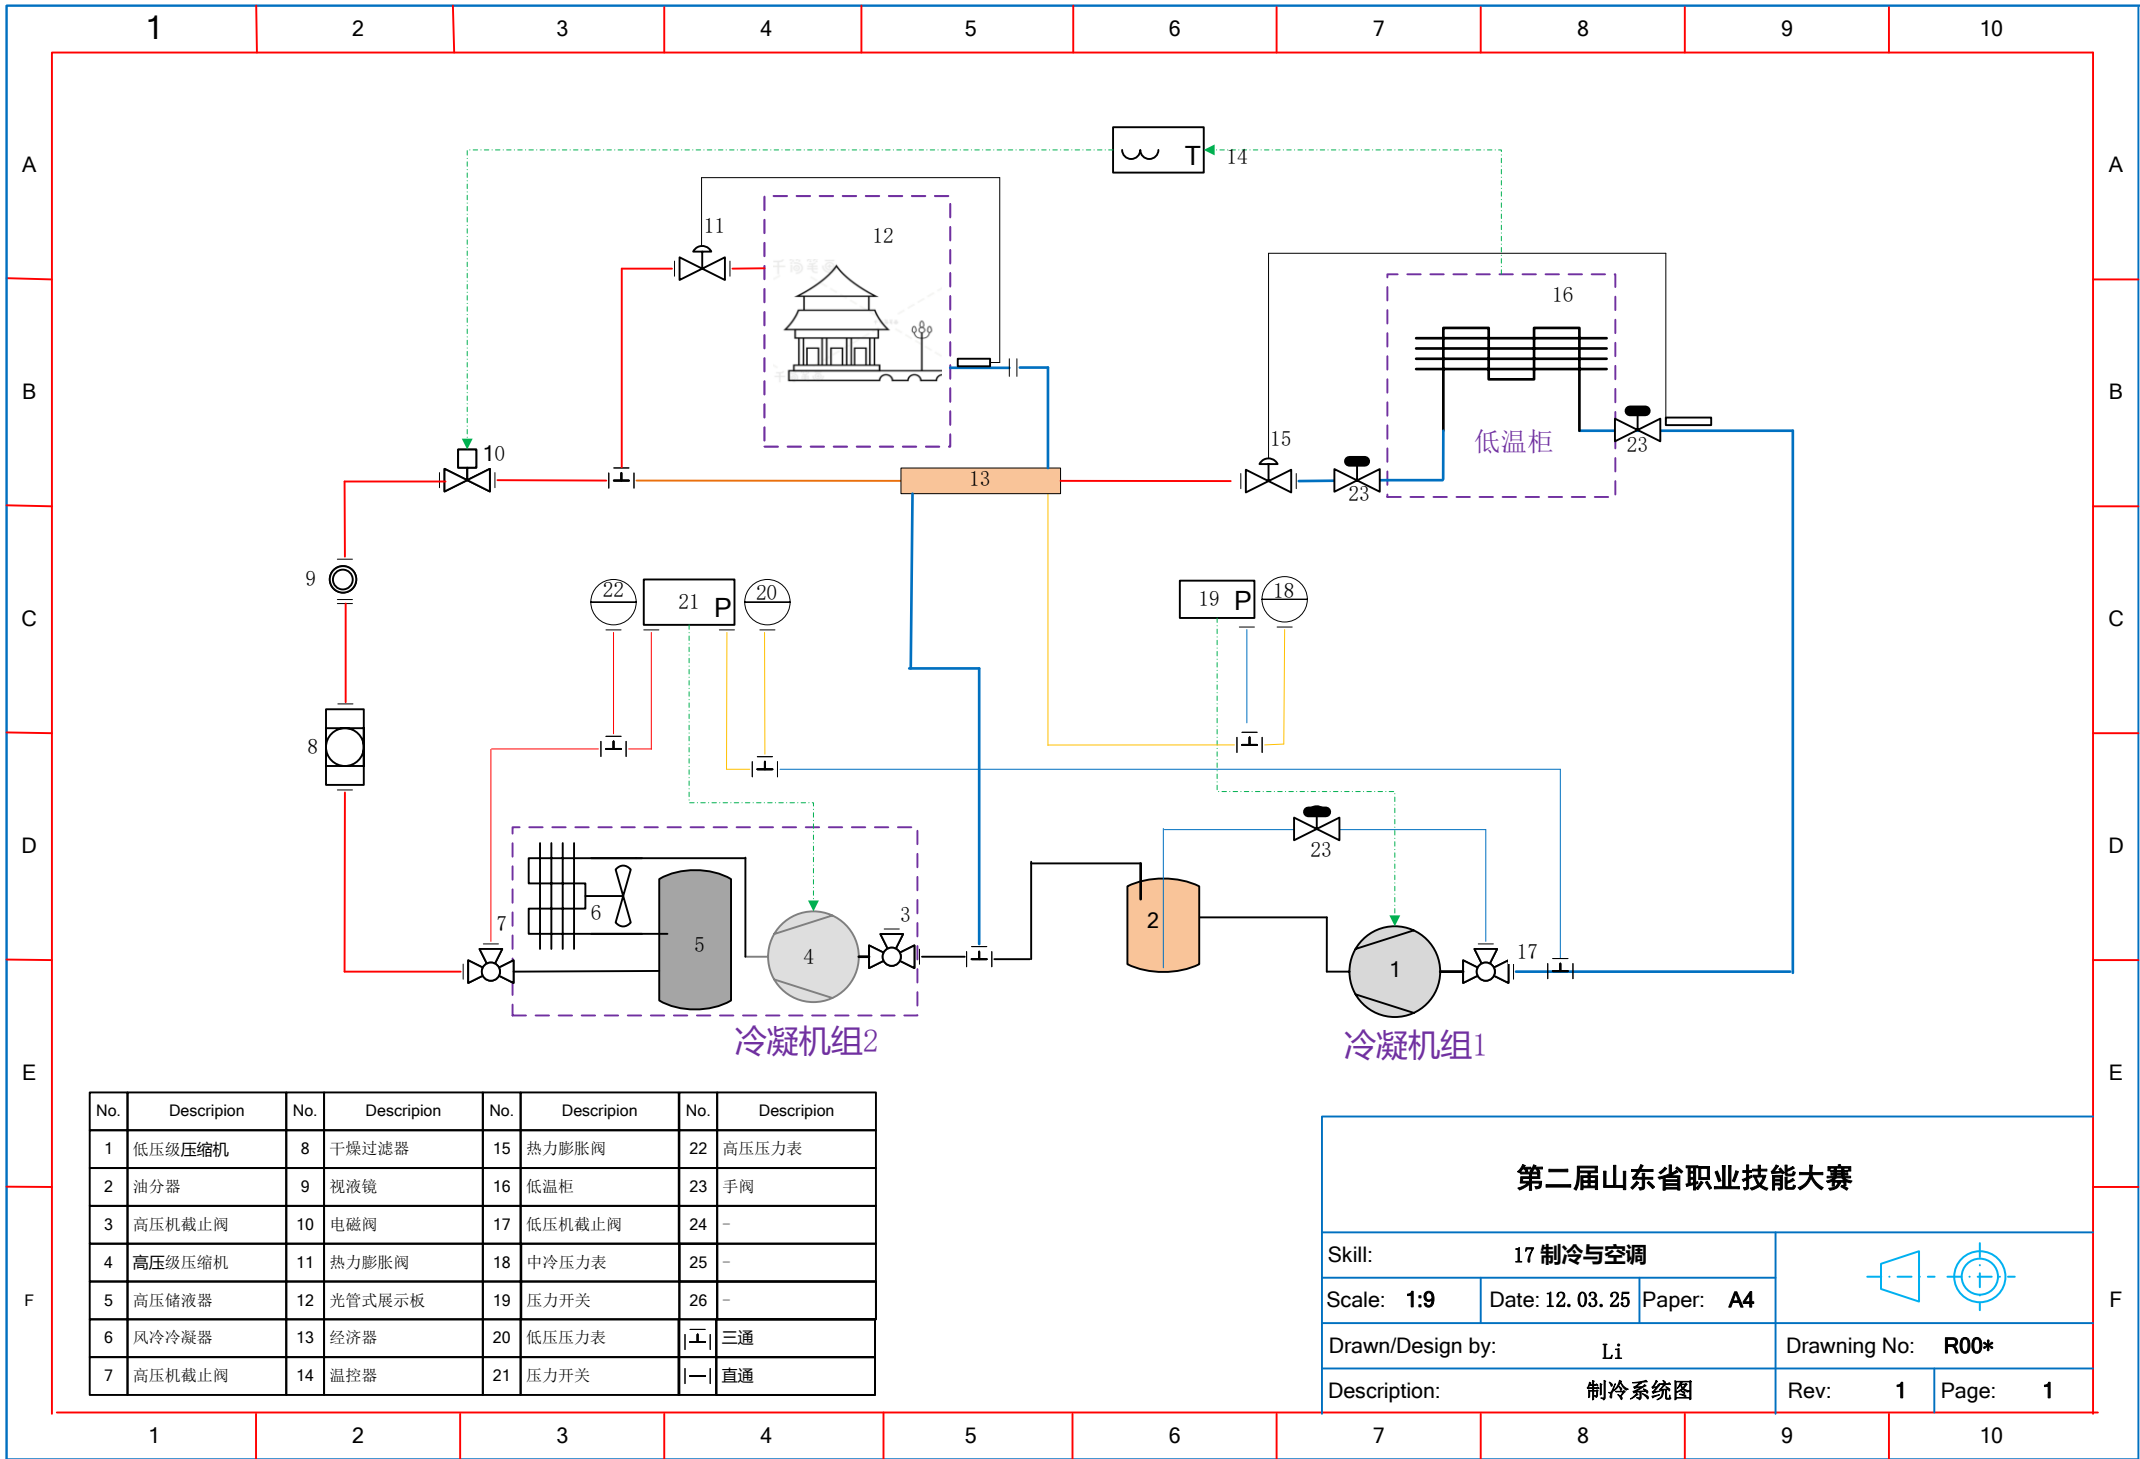 1 2 3 4 5 6 7 8 9 10
A
T
14
A
11
12
16
B
B
15
10
低温柜
23
13
23
9
22
21 P
20
19 P
18
C
C
8
D
23
D
7
6
3
2
5
4
17
1
冷凝机组2
冷凝机组1
E
E
No. Descripion No. Descripion No. Descripion No. Descripion
1 低压级压缩机 8 干燥过滤器 15 热力膨胀阀 22 高压压力表
2 油分器 9 视液镜 16 低温柜 23 手阀
3 高压机截止阀 10 电磁阀 17 低压机截止阀 24 -
4 高压级压缩机 11 热力膨胀阀 18 中冷压力表 25 -
5 高压储液器 12 光管式展示板 19 压力开关 26 -
6 风冷冷凝器 13 经济器 20 低压压力表 三通
7 高压机截止阀 14 温控器 21 压力开关 直通
第二届山东省职业技能大赛
Skill: 17 制冷与空调
F
F
Scale: 1:9 Date: 12.03.25 Paper: A4
Drawn/Design by: Li Drawning No: R00*
Description: 制冷系统图 Rev: 1 Page: 1
1 2 3 4 5 6 7 8 9 10